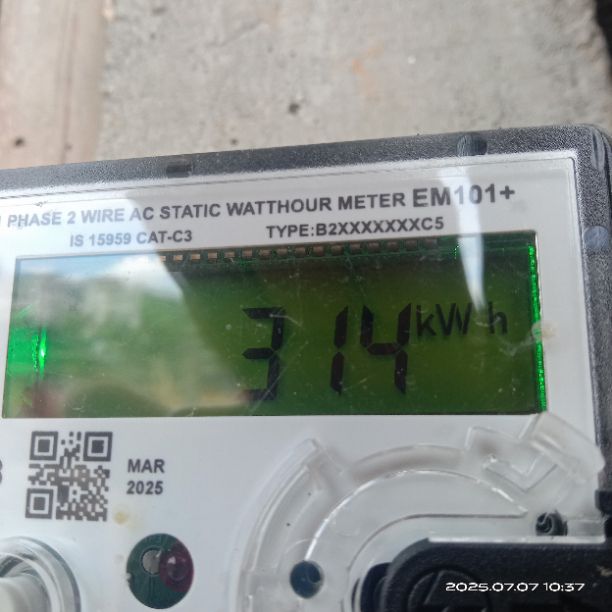 PHASE 2 WIRE AC STATIC WATTHOUR METER EM101+
IS 15959 CAT-C3 TYPE:B2XXXXXXXC5
314 kWh
MAR
2025
2025.07.07 10:37